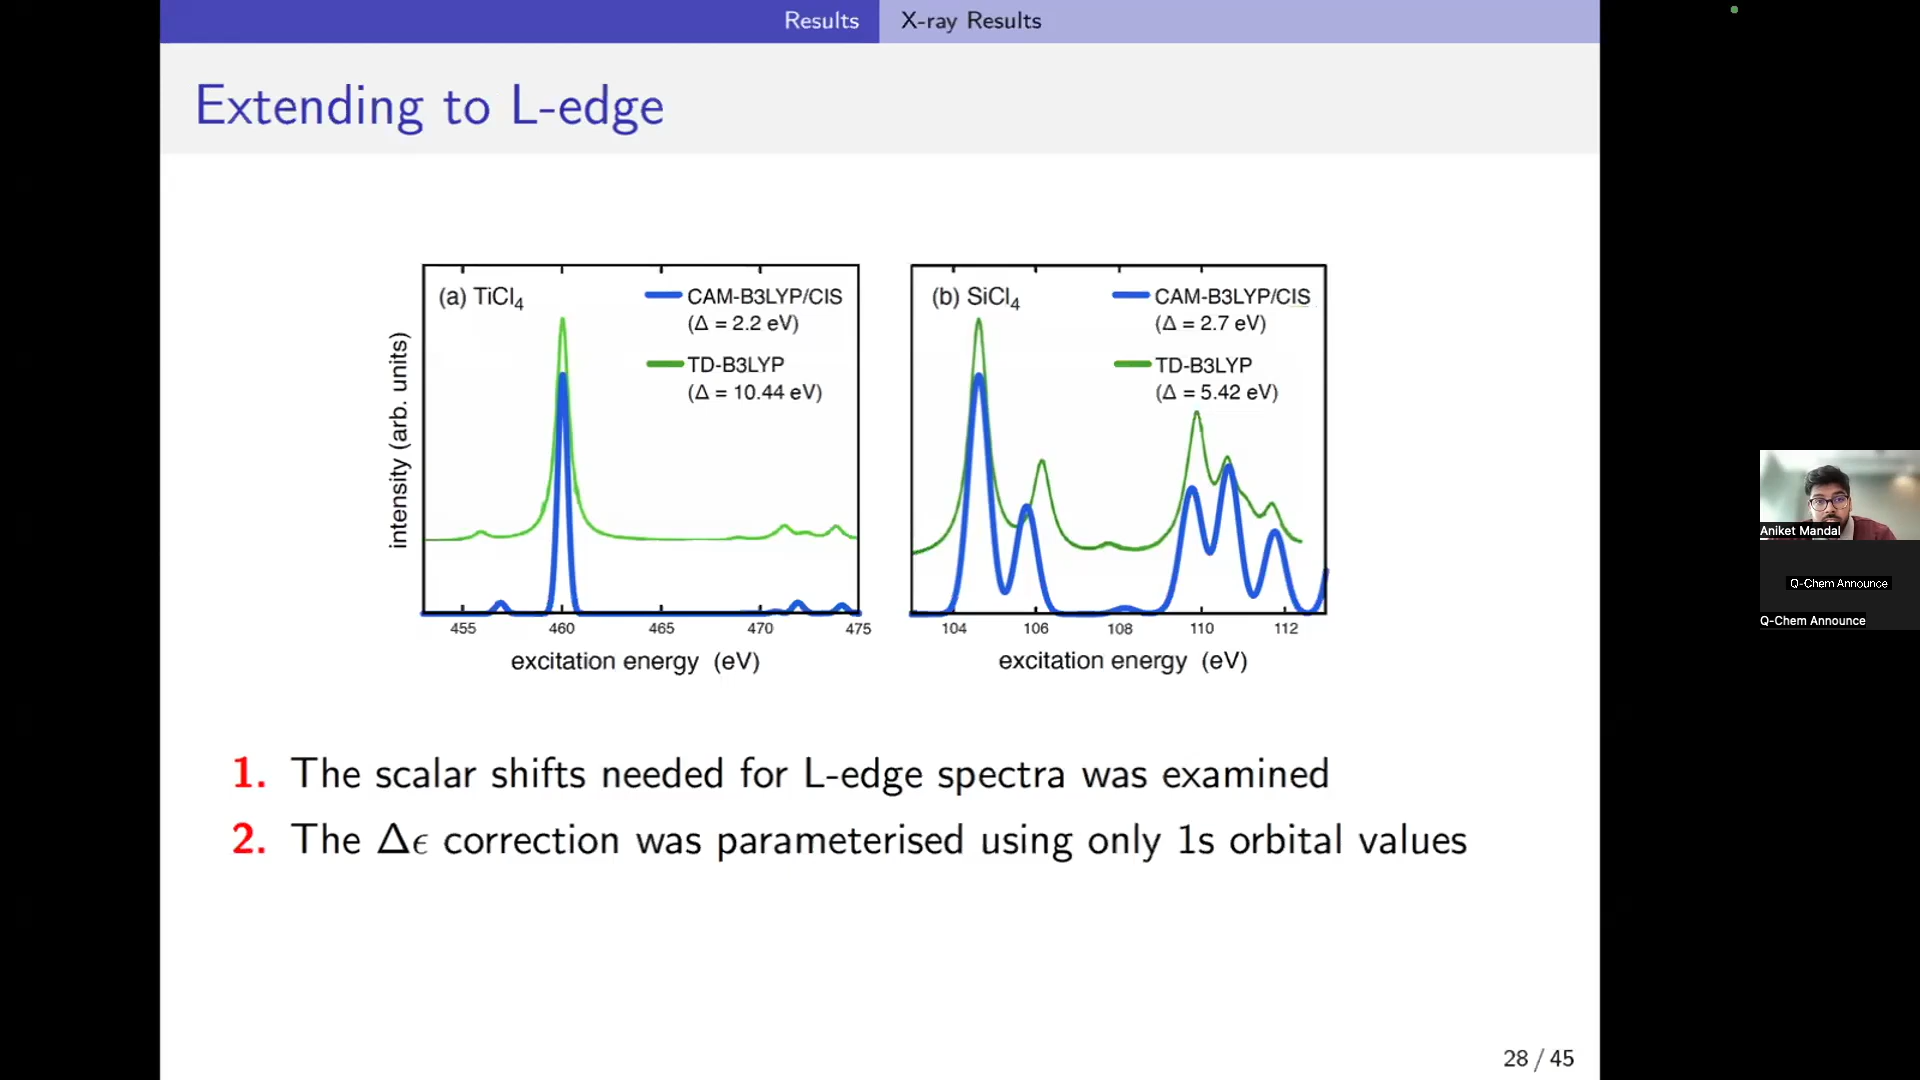 Results X-ray Results
Extending to L-edge
(a) TiCl4
CAM-B3LYP/CIS
(Δ = 2.2 eV)
TD-B3LYP
(Δ = 10.44 eV)
intensity (arb. units)
455 460 465 470 475
excitation energy (eV)
(b) SiCl4
CAM-B3LYP/CIS
(Δ = 2.7 eV)
TD-B3LYP
(Δ = 5.42 eV)
104 106 108 110 112
excitation energy (eV)
1. The scalar shifts needed for L-edge spectra was examined
2. The Δϵ correction was parameterised using only 1s orbital values
28 / 45
Aniket Mandal
Q-Chem Announce
Q-Chem Announce